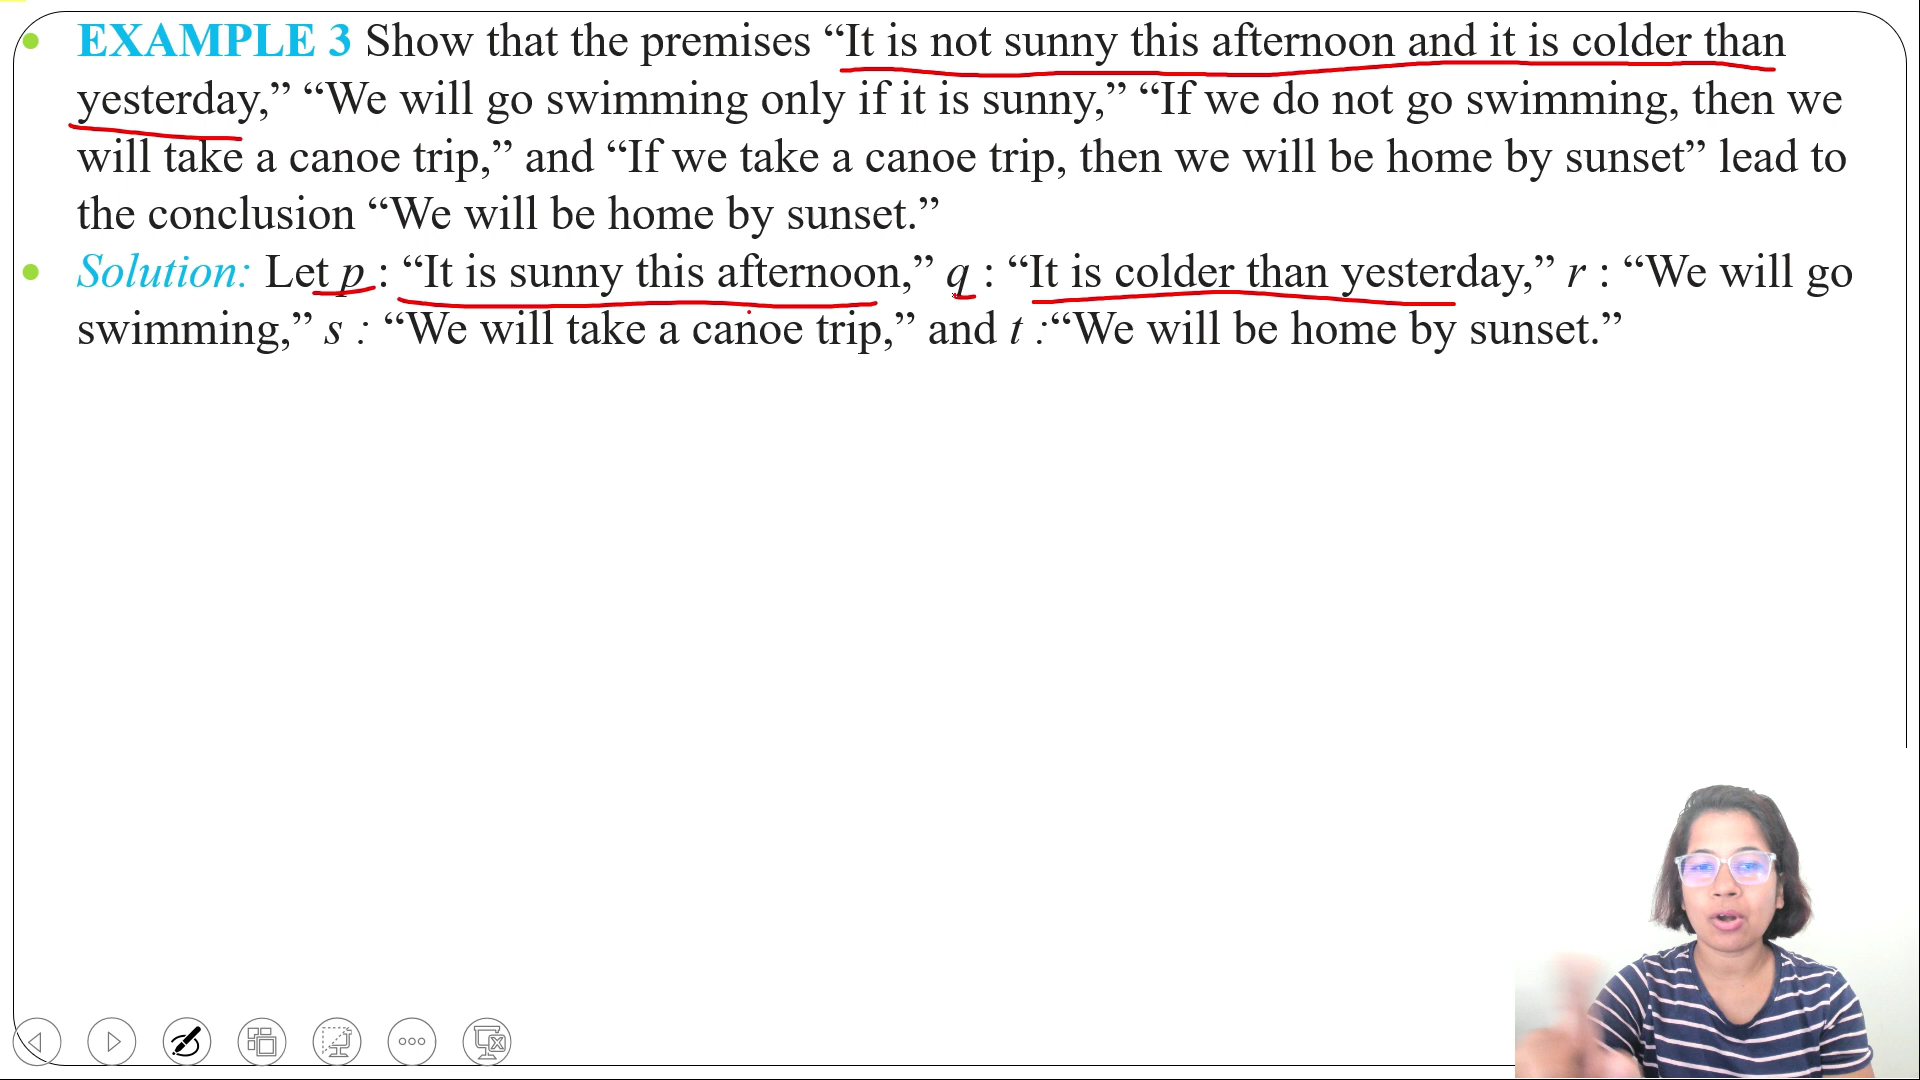 EXAMPLE 3 Show that the premises “It is not sunny this afternoon and it is colder than
yesterday,” “We will go swimming only if it is sunny,” “If we do not go swimming, then we
will take a canoe trip,” and “If we take a canoe trip, then we will be home by sunset” lead to
the conclusion “We will be home by sunset.”
Solution: Let p : “It is sunny this afternoon,” q : “It is colder than yesterday,” r : “We will go
swimming,” s : “We will take a canoe trip,” and t :“We will be home by sunset.”